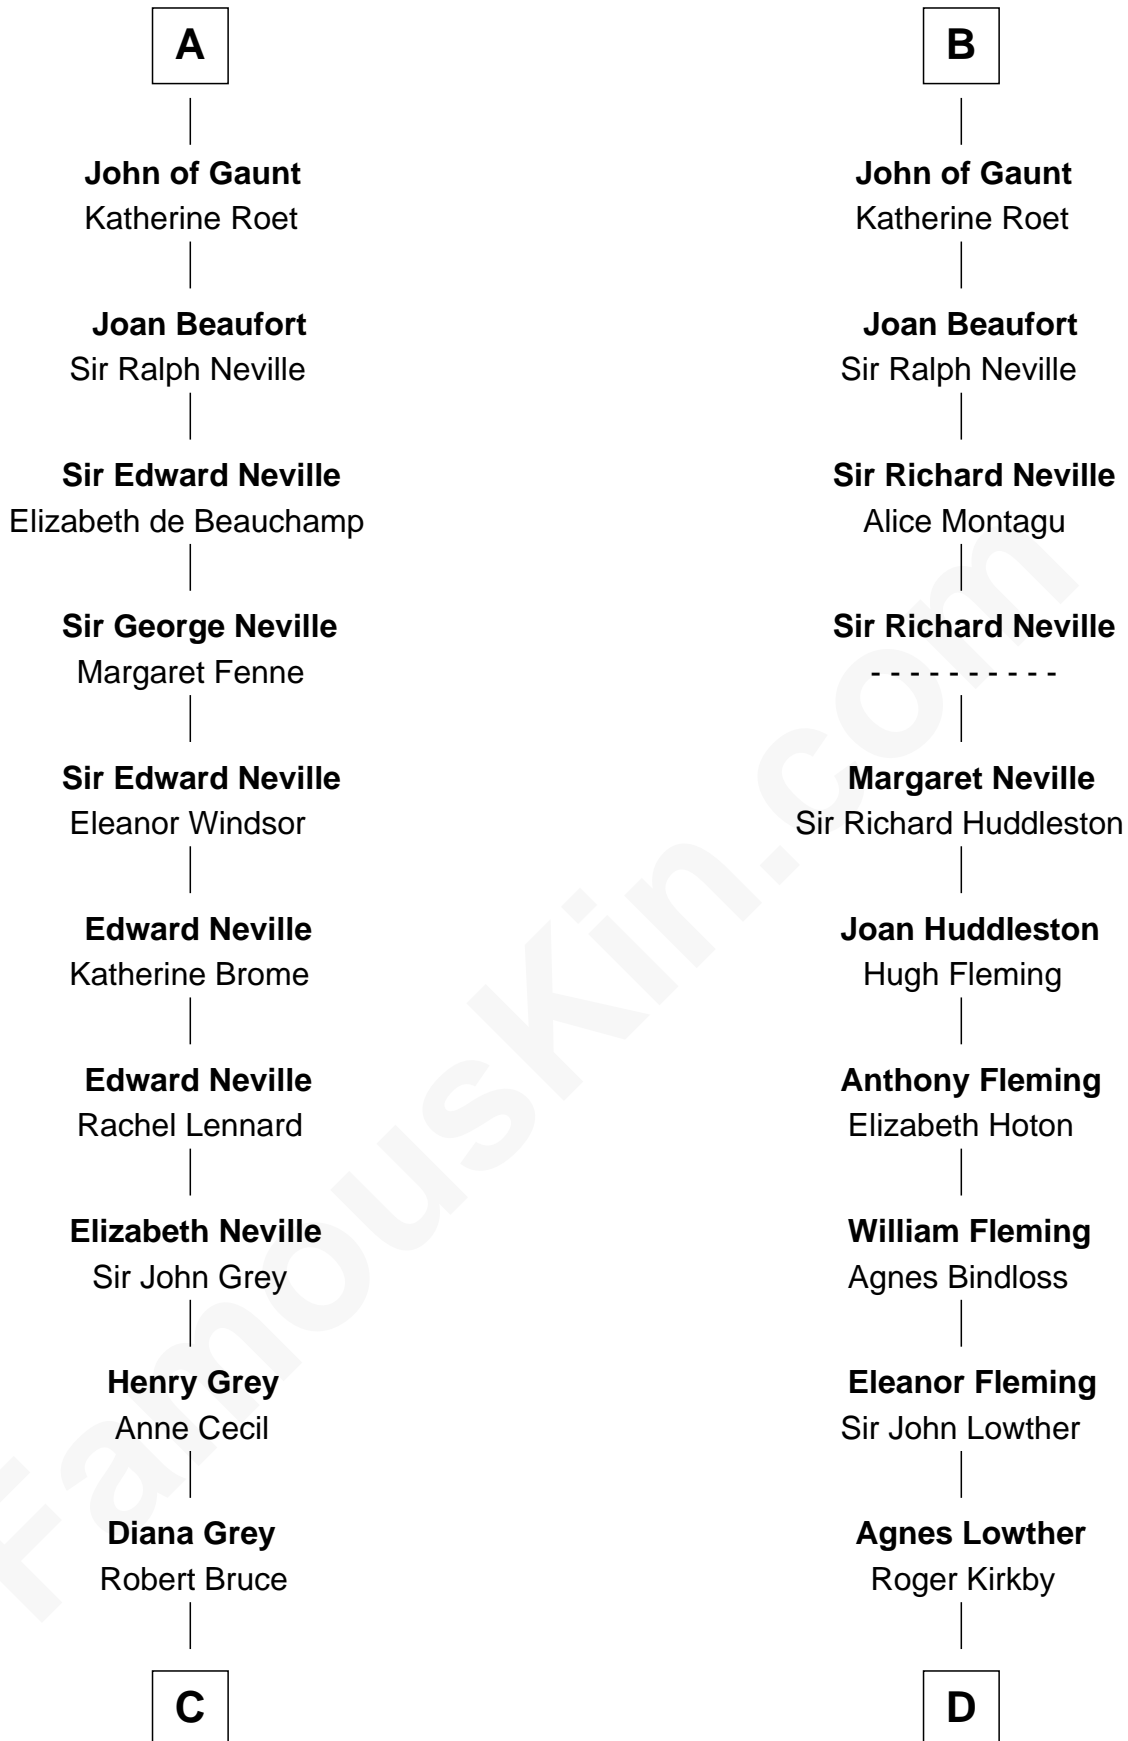 A
John of Gaunt
Katherine Roet
Joan Beaufort
Sir Ralph Neville
Sir Edward Neville
Elizabeth de Beauchamp
Sir George Neville
Margaret Fenne
Sir Edward Neville
Eleanor Windsor
Edward Neville
Katherine Brome
Edward Neville
Rachel Lennard
Elizabeth Neville
Sir John Grey
Henry Grey
Anne Cecil
Diana Grey
Robert Bruce
C
B
John of Gaunt
Katherine Roet
Joan Beaufort
Sir Ralph Neville
Sir Richard Neville
Alice Montagu
Sir Richard Neville
- - - - - - - - - -
Margaret Neville
Sir Richard Huddleston
Joan Huddleston
Hugh Fleming
Anthony Fleming
Elizabeth Hoton
William Fleming
Agnes Bindloss
Eleanor Fleming
Sir John Lowther
Agnes Lowther
Roger Kirkby
D
FamousKin.com